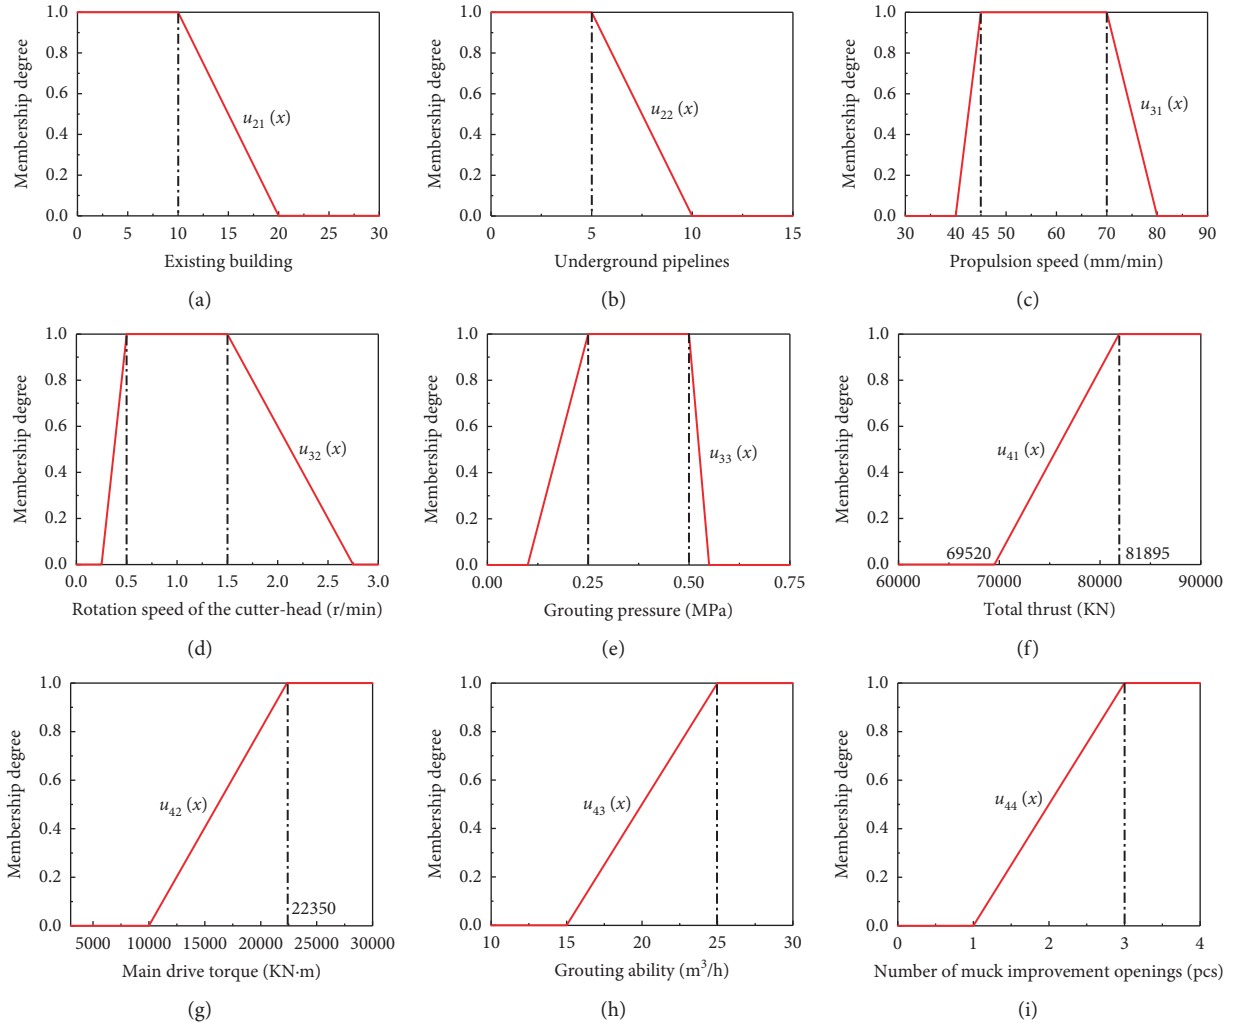 Membership degree
1.0
0.8
0.6
0.4
0.2
0.0
u21 (x)
0 5 10 15 20 25 30
Existing building
(a)
Membership degree
1.0
0.8
0.6
0.4
0.2
0.0
u22 (x)
0 5 10 15
Underground pipelines
(b)
Membership degree
1.0
0.8
0.6
0.4
0.2
0.0
u31 (x)
30 40 45 50 60 70 80 90
Propulsion speed (mm/min)
(c)
Membership degree
1.0
0.8
0.6
0.4
0.2
0.0
u32 (x)
0.0 0.5 1.0 1.5 2.0 2.5 3.0
Rotation speed of the cutter-head (r/min)
(d)
Membership degree
1.0
0.8
0.6
0.4
0.2
0.0
u33 (x)
0.00 0.25 0.50 0.75
Grouting pressure (MPa)
(e)
Membership degree
1.0
0.8
0.6
0.4
0.2
0.0
u41 (x)
69520 81895
60000 70000 80000 90000
Total thrust (KN)
(f)
Membership degree
1.0
0.8
0.6
0.4
0.2
0.0
u42 (x)
22350
5000 10000 15000 20000 25000 30000
Main drive torque (KN·m)
(g)
Membership degree
1.0
0.8
0.6
0.4
0.2
0.0
u43 (x)
10 15 20 25 30
Grouting ability (m³/h)
(h)
Membership degree
1.0
0.8
0.6
0.4
0.2
0.0
u44 (x)
0 1 2 3 4
Number of muck improvement openings (pcs)
(i)